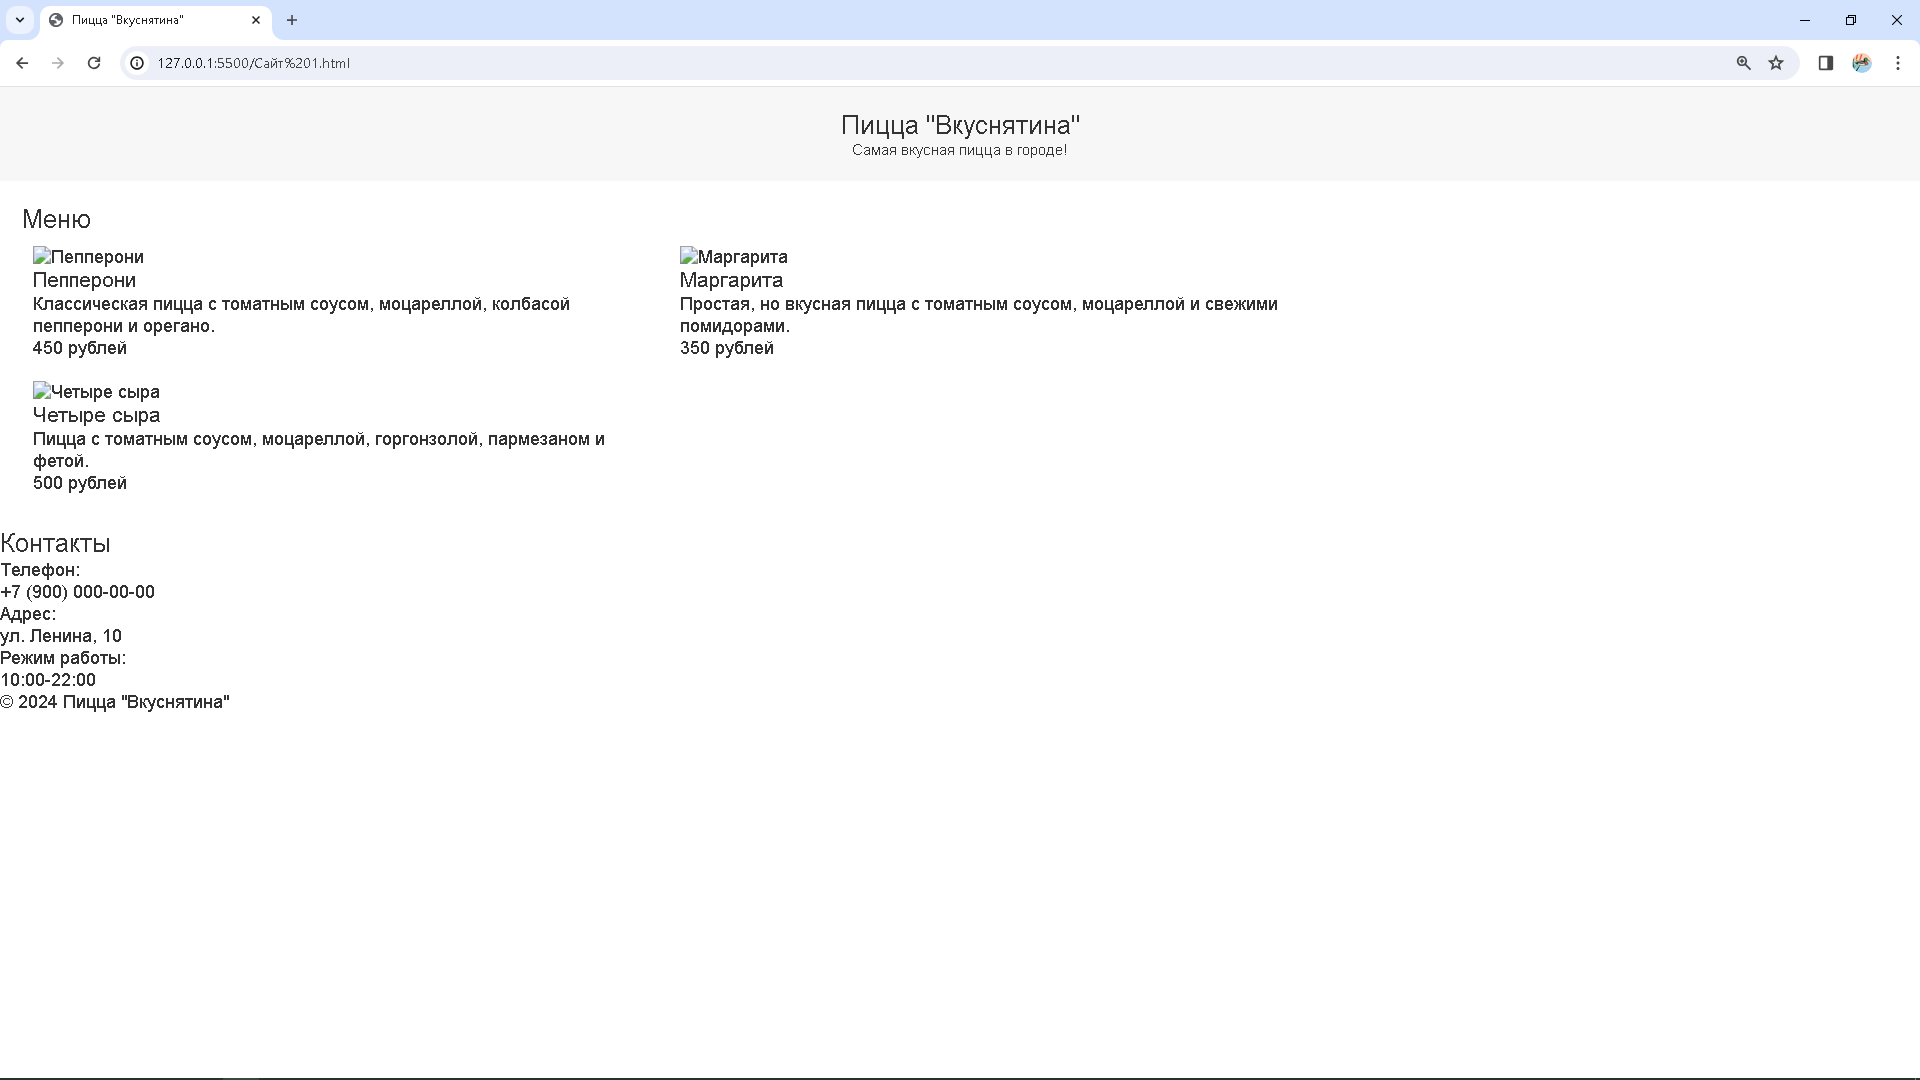 Пицца "Вкуснятина"
127.0.0.1:5500/Сайт%201.html
Пицца "Вкуснятина"
Самая вкусная пицца в городе!
Меню
Пепперони
Пепперони
Классическая пицца с томатным соусом, моцареллой, колбасой
пепперони и орегано.
450 рублей
Маргарита
Маргарита
Простая, но вкусная пицца с томатным соусом, моцареллой и свежими
помидорами.
350 рублей
Четыре сыра
Четыре сыра
Пицца с томатным соусом, моцареллой, горгонзолой, пармезаном и
фетой.
500 рублей
Контакты
Телефон:
+7 (900) 000-00-00
Адрес:
ул. Ленина, 10
Режим работы:
10:00-22:00
© 2024 Пицца "Вкуснятина"